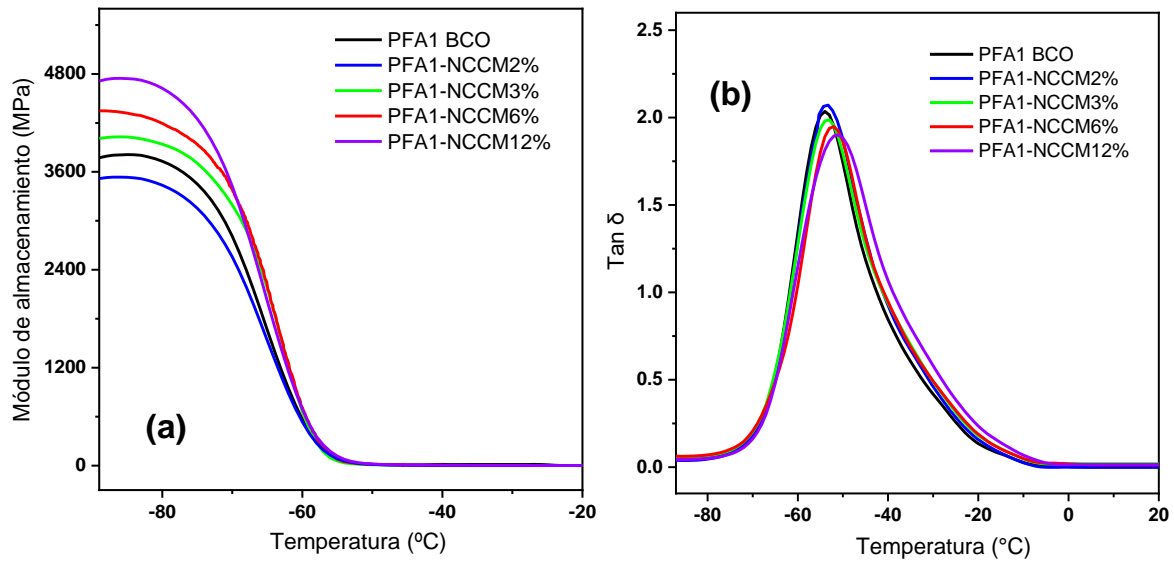 PFA1 BCO
PFA1-NCCM2%
PFA1-NCCM3%
PFA1-NCCM6%
PFA1-NCCM12%
4800
3600
2400
1200
0
Módulo de almacenamiento (MPa)
(a)
-80
-60
-40
-20
Temperatura (ºC)
PFA1 BCO
PFA1-NCCM2%
PFA1-NCCM3%
PFA1-NCCM6%
PFA1-NCCM12%
(b)
2.5
2.0
1.5
1.0
0.5
0.0
Tan δ
-80
-60
-40
-20
0
20
Temperatura (°C)